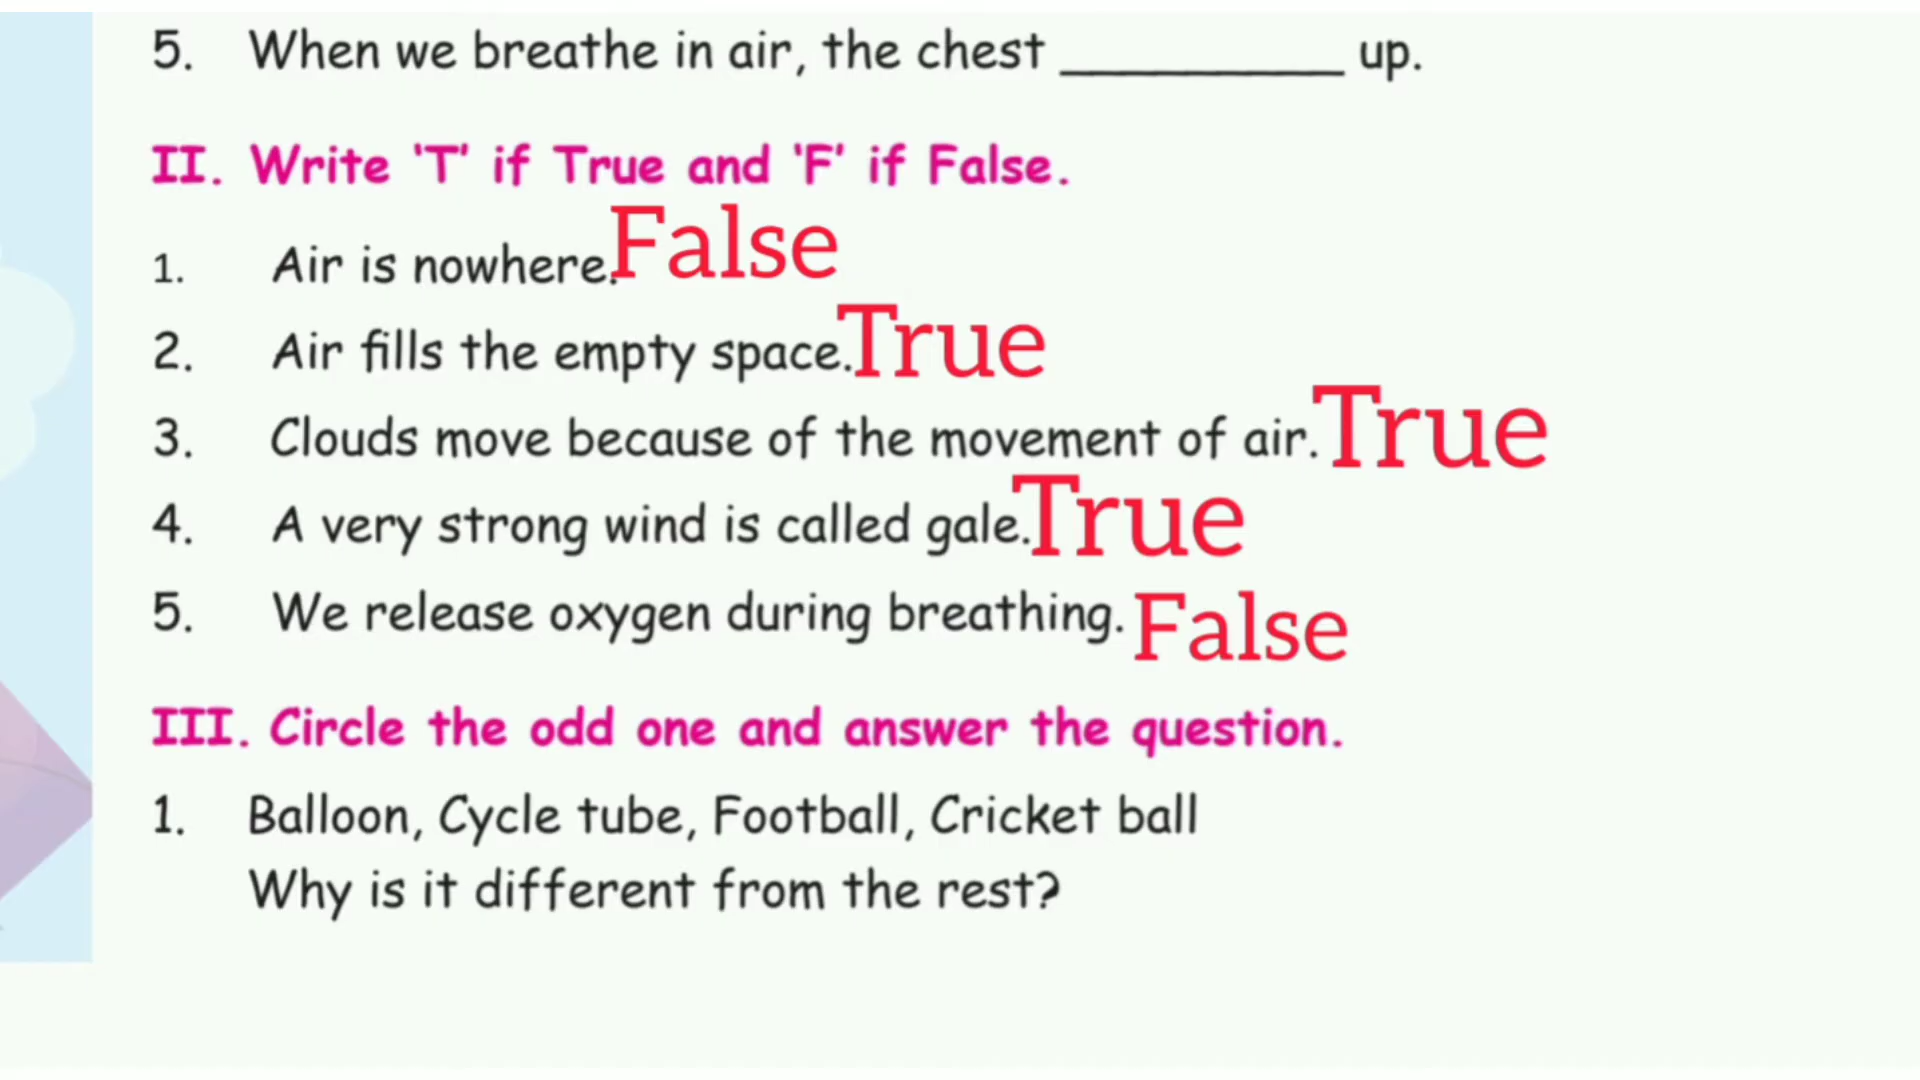 5. When we breathe in air, the chest __________ up.
II. Write ‘T’ if True and ‘F’ if False.
1. Air is nowhere. False
2. Air fills the empty space. True
3. Clouds move because of the movement of air. True
4. A very strong wind is called gale. True
5. We release oxygen during breathing. False
III. Circle the odd one and answer the question.
1. Balloon, Cycle tube, Football, Cricket ball
Why is it different from the rest?